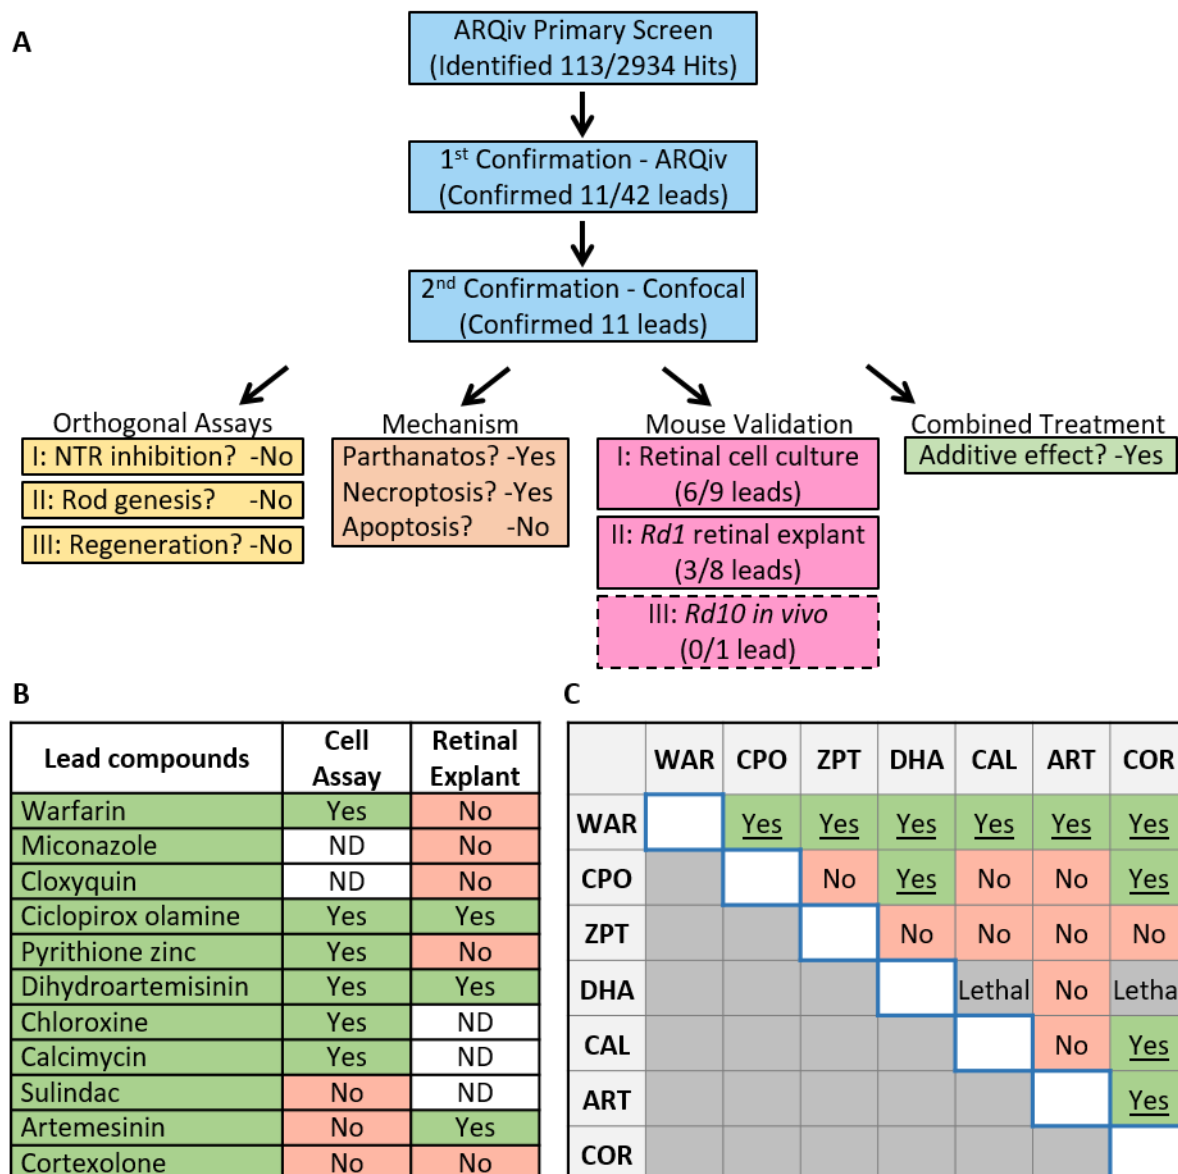 A
ARQiv Primary Screen
(Identified 113/2934 Hits)
1st Confirmation - ARQiv
(Confirmed 11/42 leads)
2nd Confirmation - Confocal
(Confirmed 11 leads)
Orthogonal Assays
I: NTR inhibition? -No
II: Rod genesis? -No
III: Regeneration? -No
Mechanism
Parthanatos? -Yes
Necroptosis? -Yes
Apoptosis? -No
Mouse Validation
I: Retinal cell culture
(6/9 leads)
II: Rd1 retinal explant
(3/8 leads)
III: Rd10 in vivo
(0/1 lead)
Combined Treatment
Additive effect? -Yes
B
Lead compounds Cell Assay Retinal Explant
Warfarin Yes No
Miconazole ND No
Cloxyquin ND No
Ciclopirox olamine Yes Yes
Pyrithione zinc Yes No
Dihydroartemisinin Yes Yes
Chloroxine Yes ND
Calcimycin Yes ND
Sulindac No ND
Artemesinin No Yes
Cortexolone No No
C
WAR CPO ZPT DHA CAL ART COR
WAR Yes Yes Yes Yes Yes Yes
CPO No Yes No No Yes
ZPT No No No No
DHA Lethal No Letha
CAL No Yes
ART Yes
COR